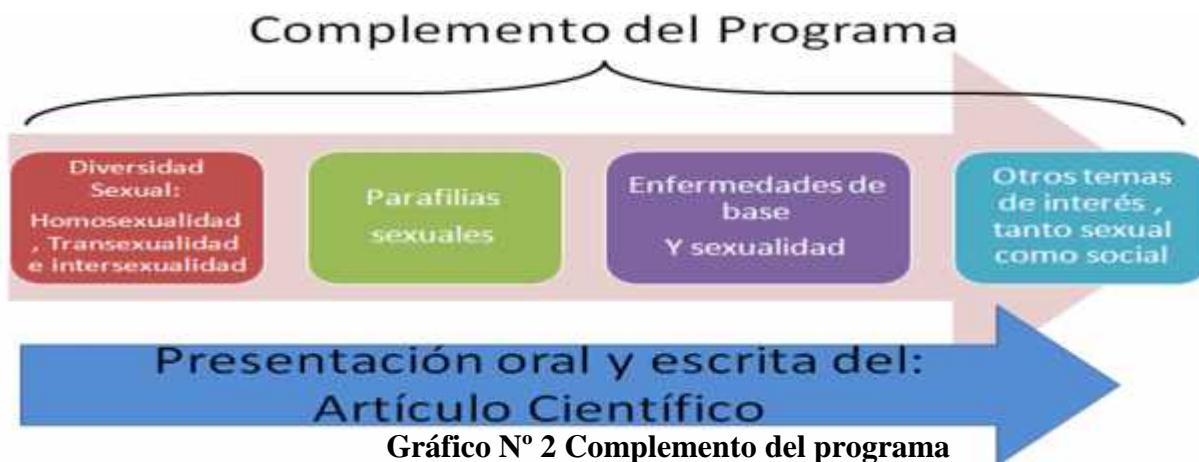 Complemento del Programa
Diversidad
Sexual:
Homosexualidad
, Transexualidad
e intersexualidad
Parafilias
sexuales
Enfermedades de
base
Y sexualidad
Otros temas
de interés ,
tanto sexual
como social
Presentación oral y escrita del:
Artículo Científico
Gráfico Nº 2 Complemento del programa